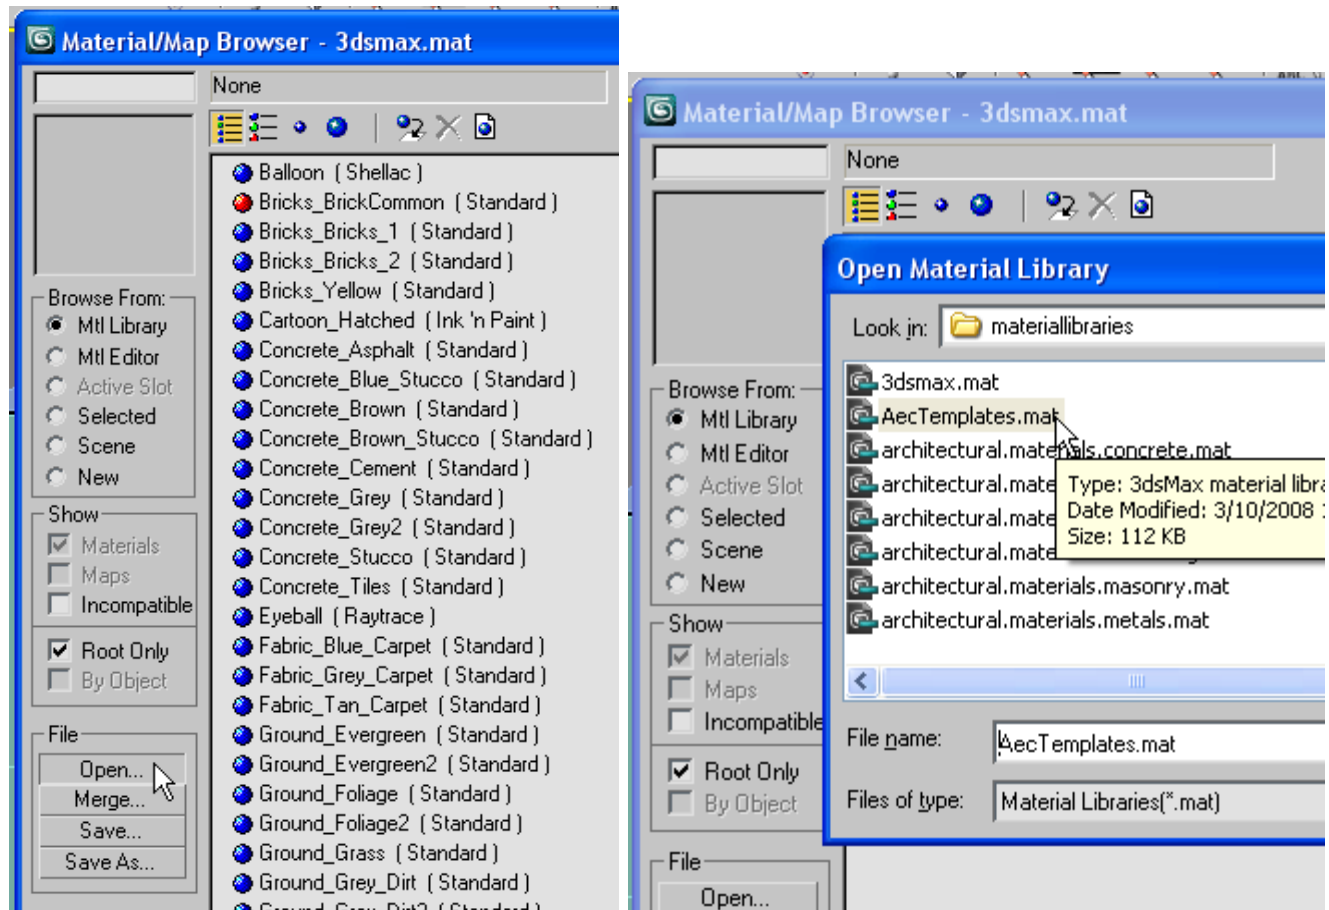 Material/Map Browser - 3dsmax.mat
None
Balloon ( Shellac )
Bricks_BrickCommon ( Standard )
Bricks_Bricks_1 ( Standard )
Bricks_Bricks_2 ( Standard )
Bricks_Yellow ( Standard )
Cartoon_Hatched ( Ink 'n Paint )
Concrete_Asphalt ( Standard )
Concrete_Blue_Stucco ( Standard )
Concrete_Brown ( Standard )
Concrete_Brown_Stucco ( Standard )
Concrete_Cement ( Standard )
Concrete_Grey ( Standard )
Concrete_Grey2 ( Standard )
Concrete_Stucco ( Standard )
Concrete_Tiles ( Standard )
Eyeball ( Raytrace )
Fabric_Blue_Carpet ( Standard )
Fabric_Grey_Carpet ( Standard )
Fabric_Tan_Carpet ( Standard )
Ground_Evergreen ( Standard )
Ground_Evergreen2 ( Standard )
Ground_Foliage ( Standard )
Ground_Foliage2 ( Standard )
Ground_Grass ( Standard )
Ground_Grey_Dirt ( Standard )
Browse From:
Mtl Library
Mtl Editor
Active Slot
Selected
Scene
New
Show
Materials
Maps
Incompatible
Root Only
By Object
File
Open...
Merge...
Save...
Save As...
Material/Map Browser - 3dsmax.mat
None
Browse From:
Mtl Library
Mtl Editor
Active Slot
Selected
Scene
New
Show
Materials
Maps
Incompatible
Root Only
By Object
File
Open...
Open Material Library
Look in: materiallibraries
3dsmax.mat
AecTemplates.mat
architectural.materials.concrete.mat
architectural.mate
architectural.mate
architectural.mate
architectural.materials.masonry.mat
architectural.materials.metals.mat
Type: 3dsMax material libra
Date Modified: 3/10/2008
Size: 112 KB
File name: AecTemplates.mat
Files of type: Material Libraries(*.mat)